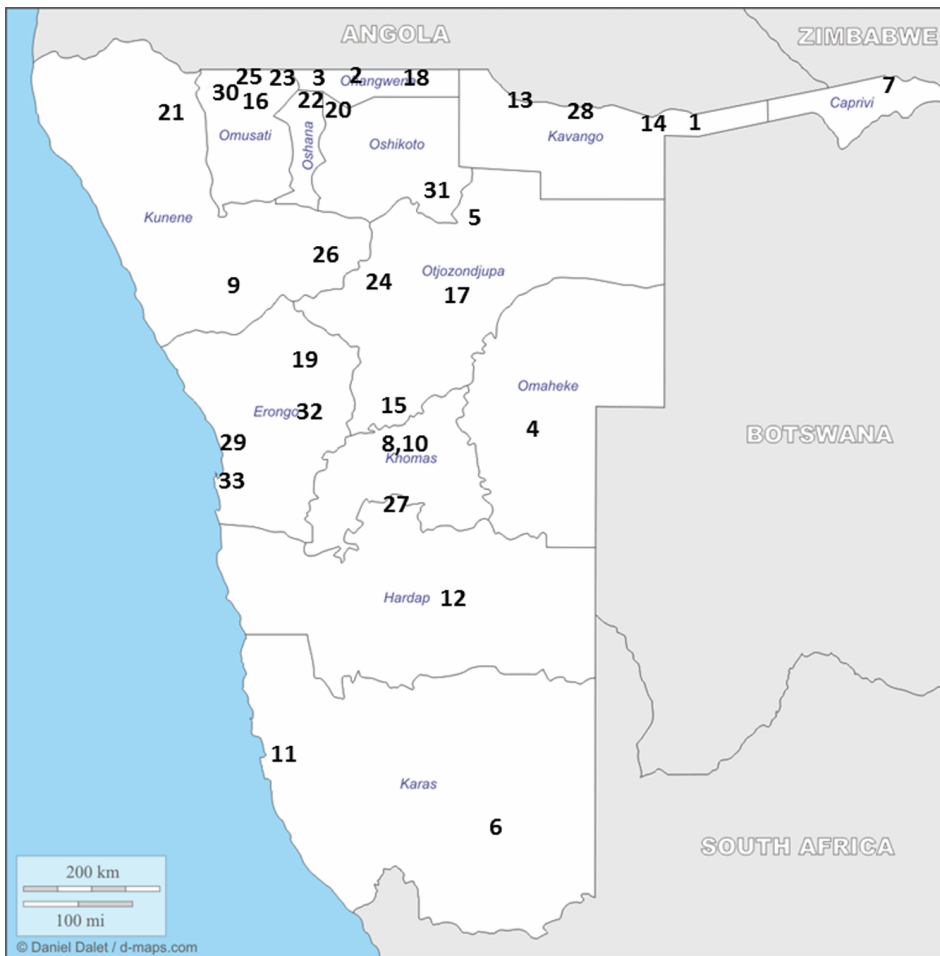 ANGOLA
ZIMBABWE
25 23 3 2 18
Ohangwena
7
30 16 22 20 13 28
Caprivi
21
14 1
Omusati
Oshana
Oshikoto
Kavango
31
Kunene
5
26
9
24
Otjozondjupa
17
19
Omaheke
15
Erongo 32
4
BOTSWANA
29
8,10
Khomas
33
27
Hardap 12
11
Karas
6
SOUTH AFRICA
200 km
100 mi
© Daniel Dalet / d-maps.com